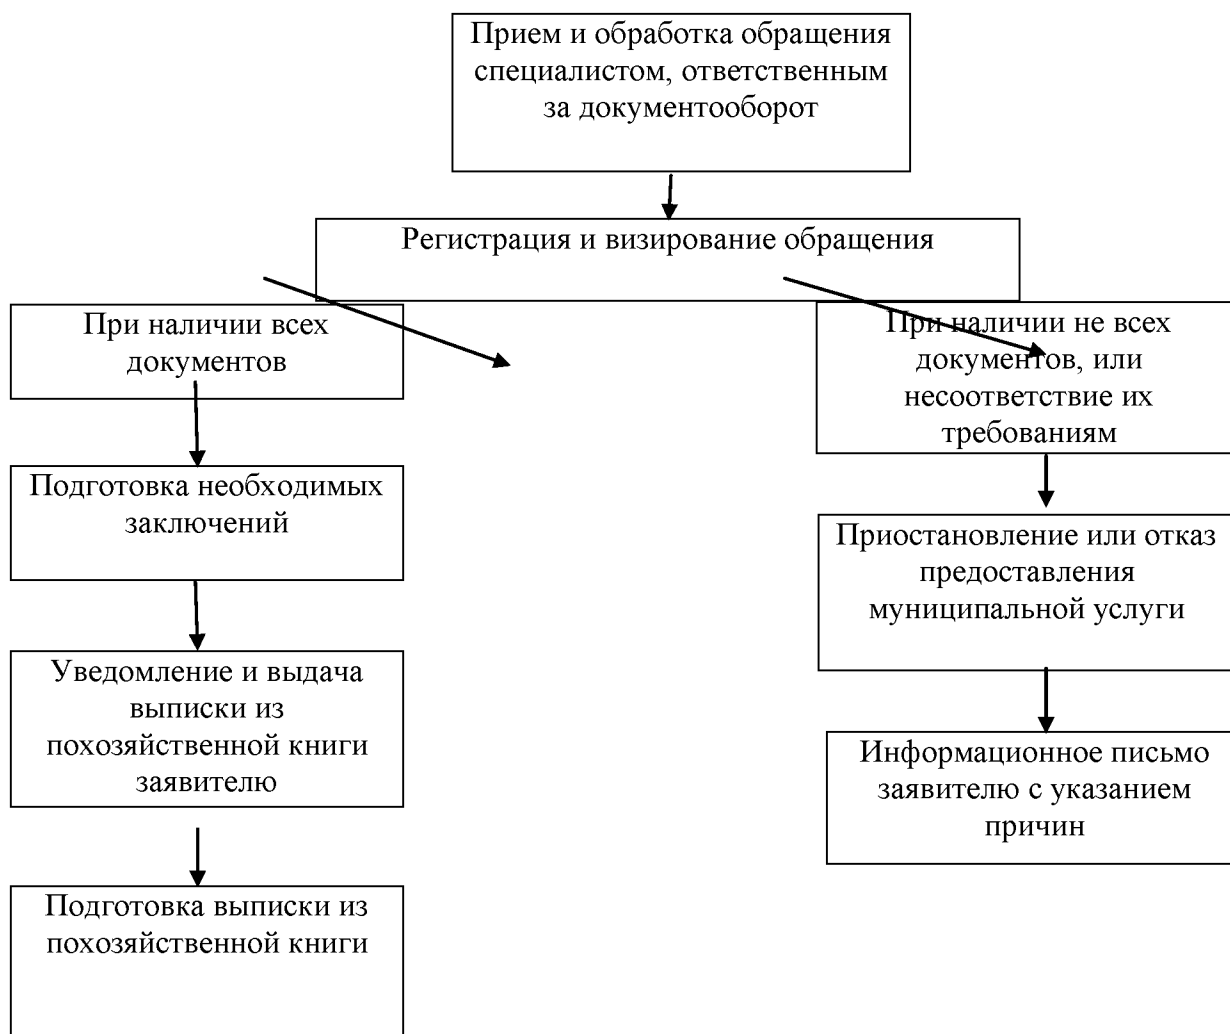 Прием и обработка обращения
специалистом, ответственным
за документооборот
Регистрация и визирование обращения
При наличии всех
документов
Подготовка необходимых
заключений
Уведомление и выдача
выписки из
похозяйственной книги
заявителю
Подготовка выписки из
похозяйственной книги
При наличии не всех
документов, или
несоответствие их
требованиям
Приостановление или отказ
предоставления
муниципальной услуги
Информационное письмо
заявителю с указанием
причин